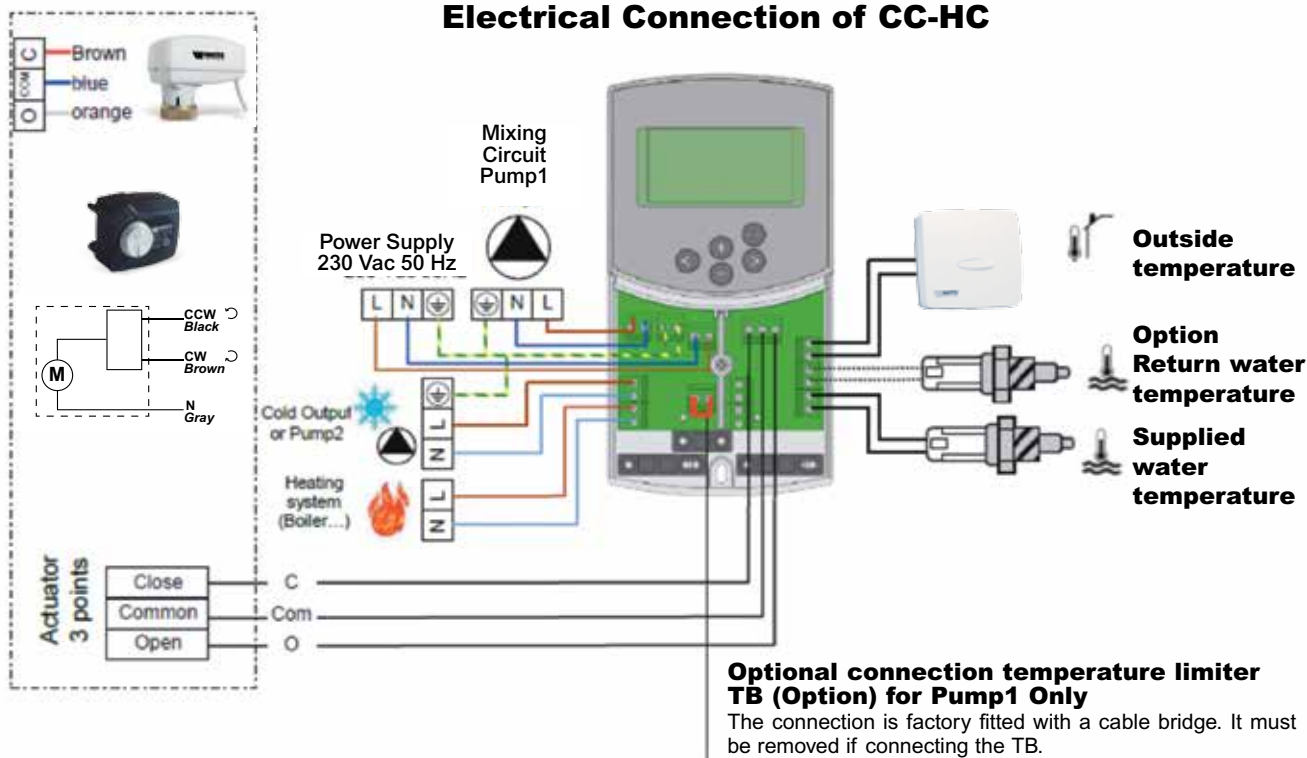 Electrical Connection of CC-HC
C
COM
O
Brown
blue
orange
Mixing
Circuit
Pump1
Power Supply
230 Vac 50 Hz
L N
N L
Outside
temperature
Option
Return water
temperature
Supplied
water
temperature
CCW
Black
CW
Brown
N
Gray
M
Cold Output
or Pump2
L
N
Heating
system
(Boiler...)
L
N
Actuator
3 points
Close C
Common Com
Open O
Optional connection temperature limiter
TB (Option) for Pump1 Only
The connection is factory fitted with a cable bridge. It must
be removed if connecting the TB.